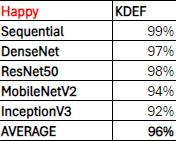 Happy KDEF
Sequential 99%
DenseNet 97%
ResNet50 98%
MobileNetV2 94%
InceptionV3 92%
AVERAGE 96%